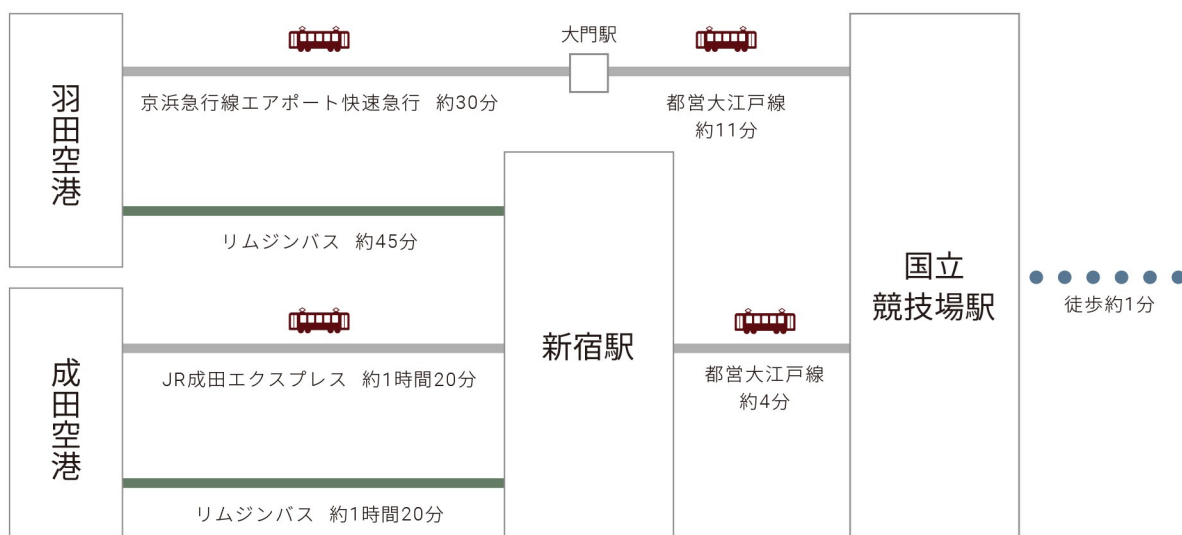 羽田空港
京浜急行線エアポート快速急行 約30分
大門駅
都営大江戸線
約11分
リムジンバス 約45分
成田空港
JR成田エクスプレス 約1時間20分
リムジンバス 約1時間20分
新宿駅
都営大江戸線
約4分
国立
競技場駅
徒歩約1分